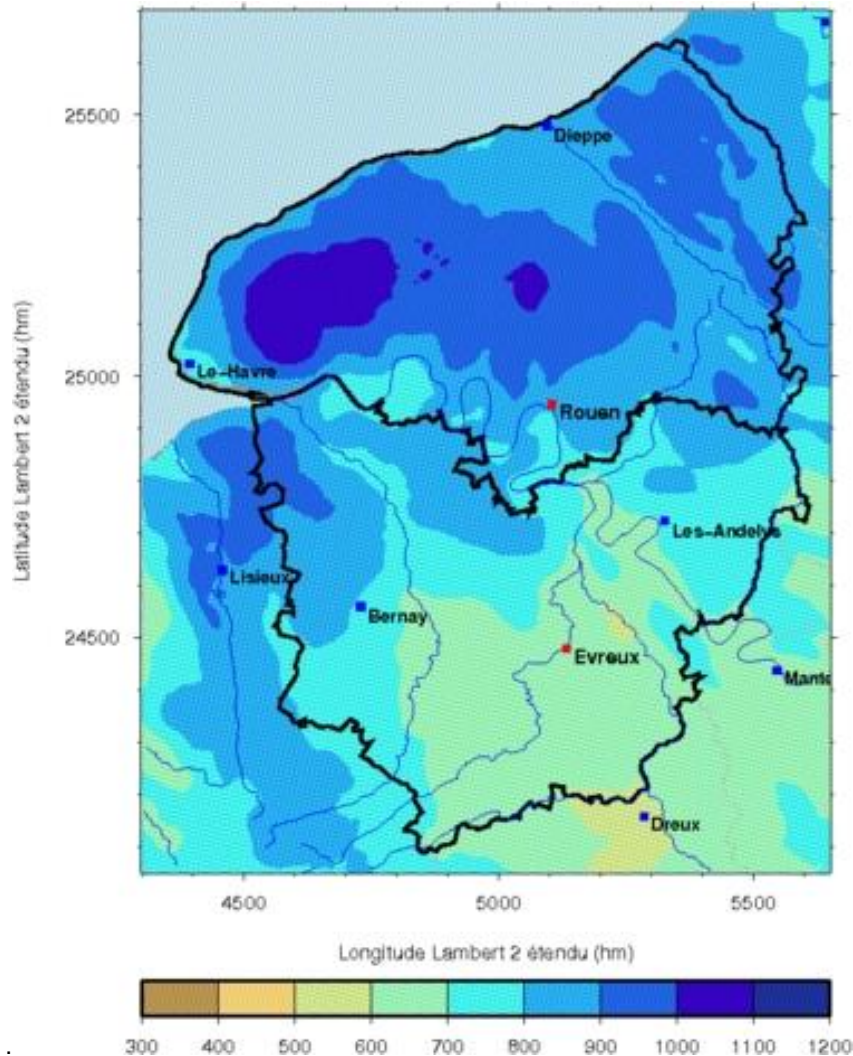 25500
Dieppe
Latitude Lambert 2 étendu (hm)
25000
Le-Havre
Rouen
Les-Andelys
Lisieux
Bernay
24500
Evreux
Mante
Dreux
4500 5000 5500
Longitude Lambert 2 étendu (hm)
300 400 500 600 700 800 900 1000 1100 1200
.